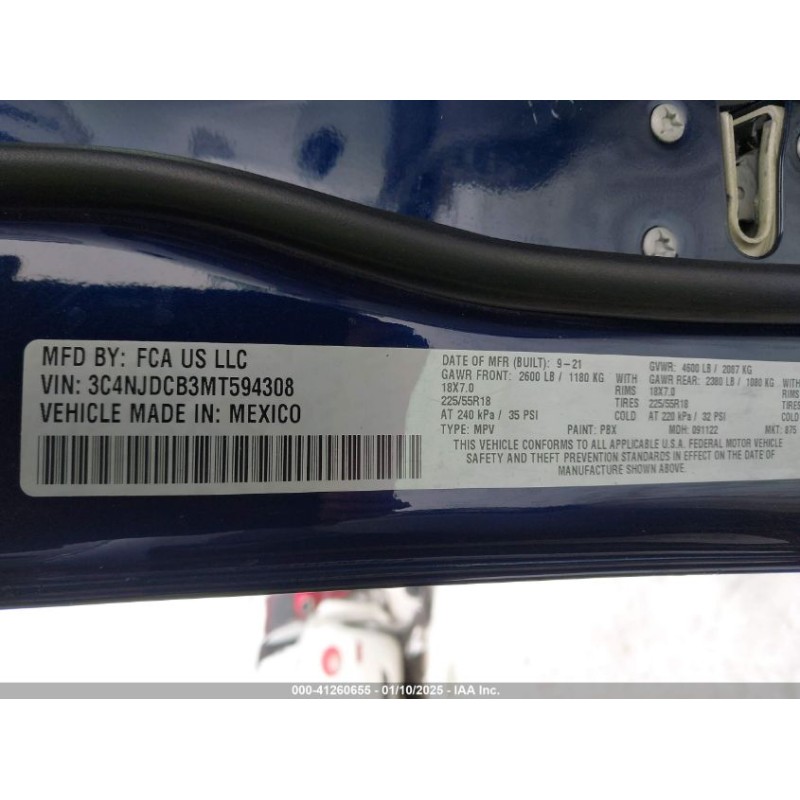 MFD BY: FCA US LLC
VIN: 3C4NJDCB3MT594308
VEHICLE MADE IN: MEXICO
DATE OF MFR (BUILT): 9-21 GVWR: 4600 LB / 2087 KG
GAWR FRONT: 2600 LB / 1180 KG GAWR REAR: 2380 LB / 1080 KG
18X7.0 RIMS 18X7.0
225/55R18 TIRES 225/55R18
AT 240 kPa / 35 PSI COLD AT 220 kPa / 32 PSI
TYPE: MPV PAINT: PBX MDH: 091122 MKT: 875
THIS VEHICLE CONFORMS TO ALL APPLICABLE U.S.A. FEDERAL MOTOR VEHICLE
SAFETY AND THEFT PREVENTION STANDARDS IN EFFECT ON THE DATE OF
MANUFACTURE SHOWN ABOVE.
000-41260655 - 01/10/2025 - IAA Inc.